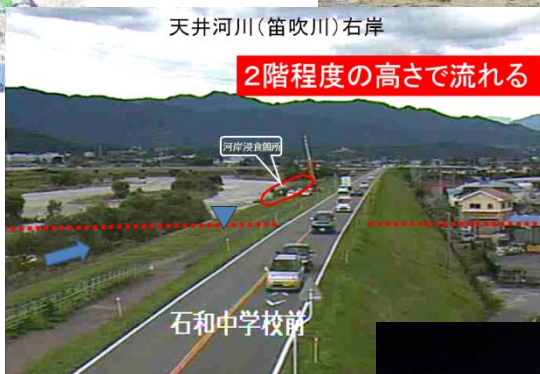 天井河川(笛吹川)右岸
2階程度の高さで流れる
河岸浸食箇所
石和中学校前